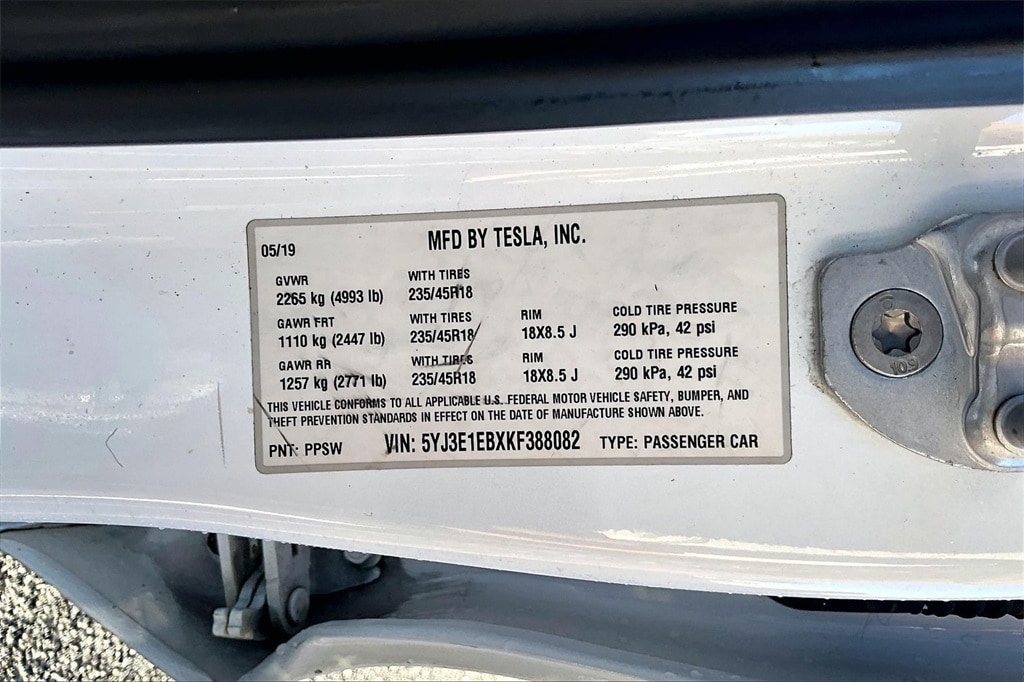 05/19 MFD BY TESLA, INC.
GVWR WITH TIRES
2265 kg (4993 lb) 235/45R18
GAWR FRT WITH TIRES RIM COLD TIRE PRESSURE
1110 kg (2447 lb) 235/45R18 18X8.5 J 290 kPa, 42 psi
GAWR RR WITH TIRES RIM COLD TIRE PRESSURE
1257 kg (2771 lb) 235/45R18 18X8.5 J 290 kPa, 42 psi
THIS VEHICLE CONFORMS TO ALL APPLICABLE U.S. FEDERAL MOTOR VEHICLE SAFETY, BUMPER, AND
THEFT PREVENTION STANDARDS IN EFFECT ON THE DATE OF MANUFACTURE SHOWN ABOVE.
PNT: PPSW VIN: 5YJ3E1EBXKF388082 TYPE: PASSENGER CAR